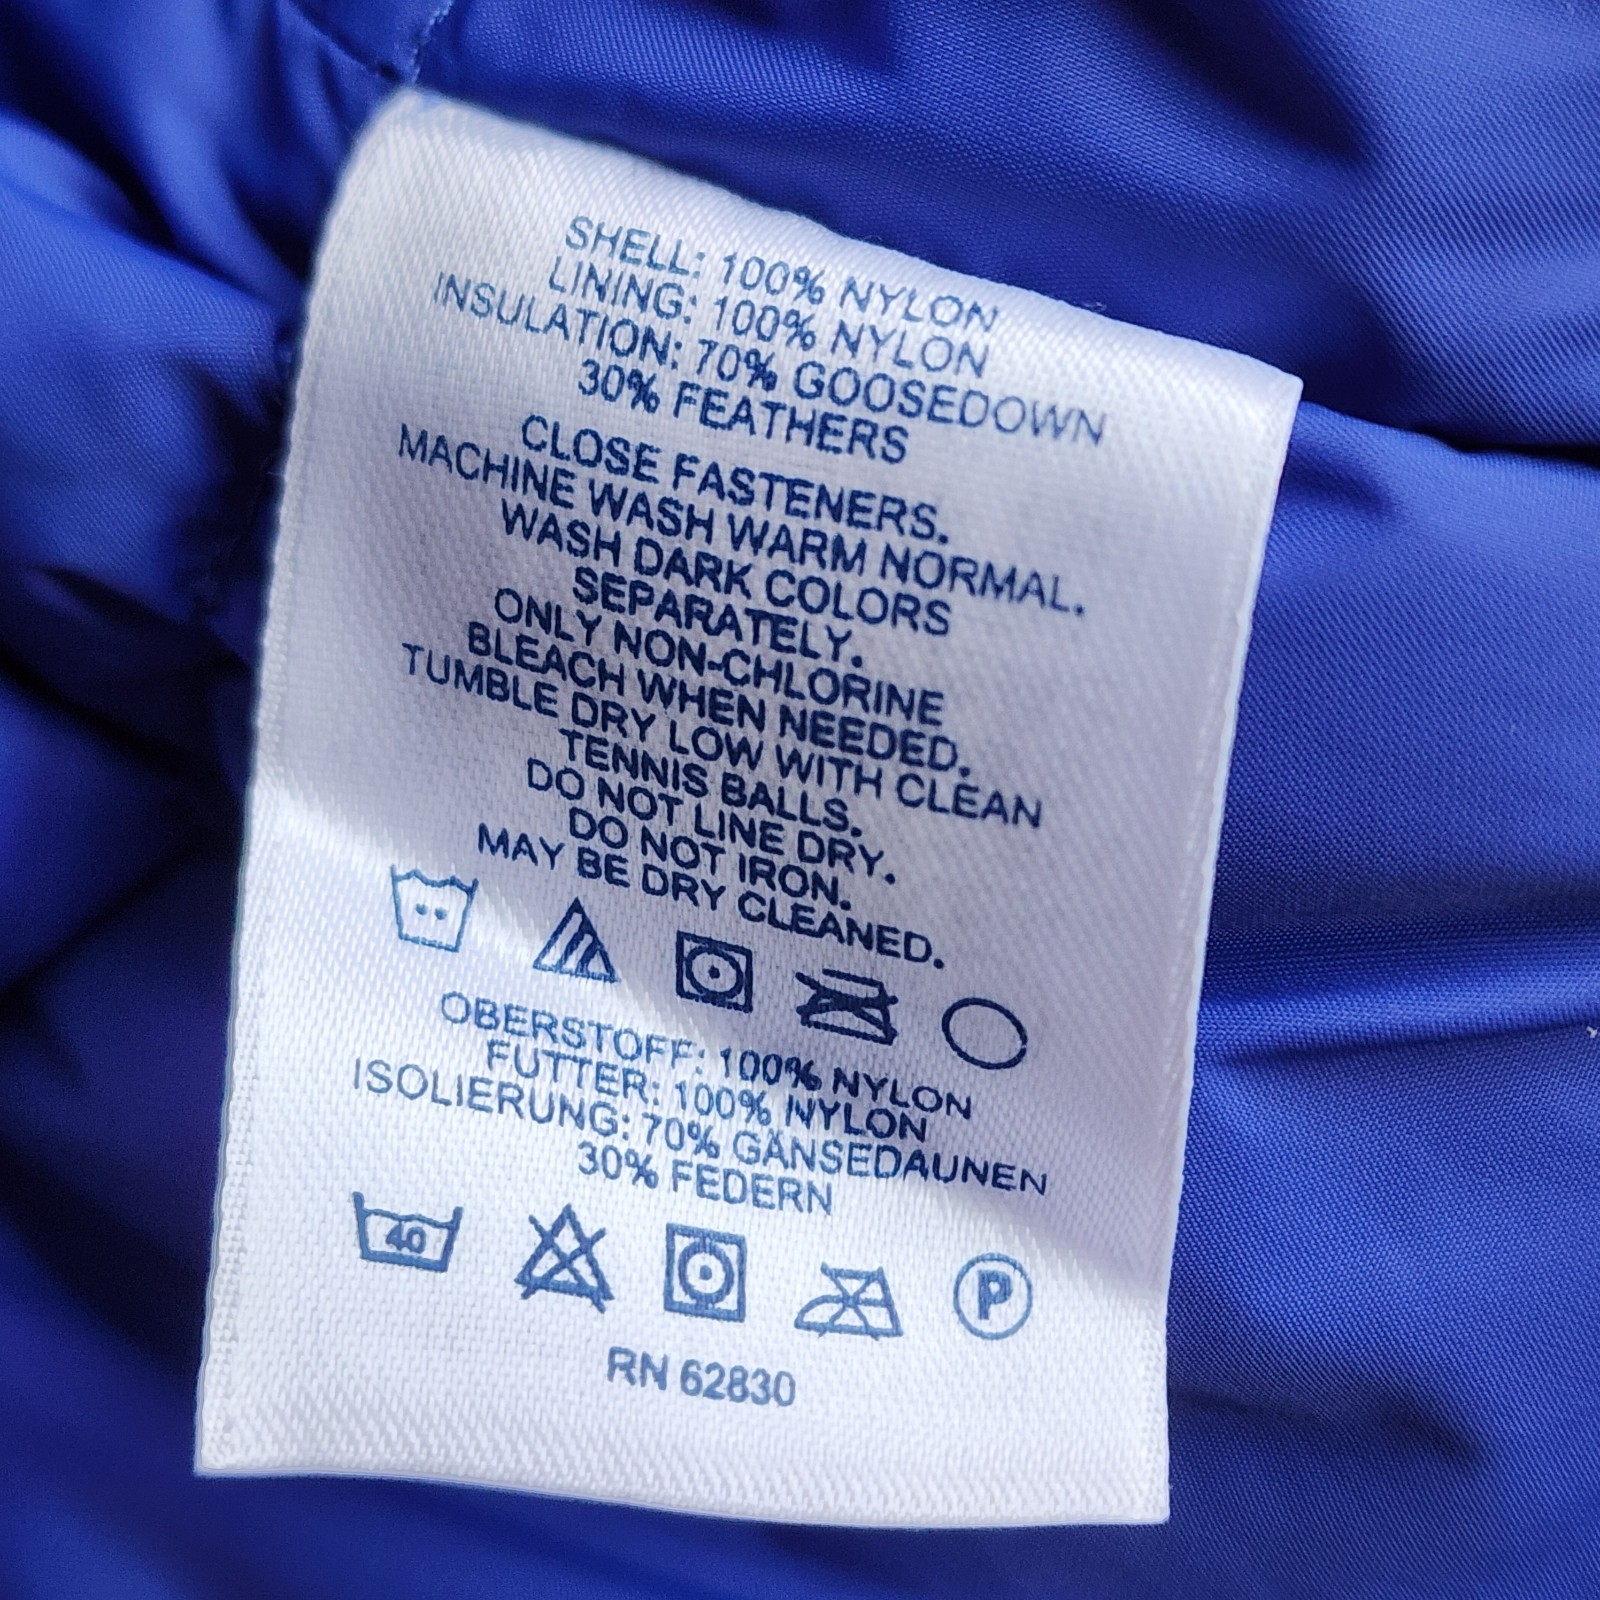 SHELL: 100% NYLON
LINING: 100% NYLON
INSULATION: 70% GOOSEDOWN
30% FEATHERS
CLOSE FASTENERS.
MACHINE WASH WARM NORMAL.
WASH DARK COLORS
SEPARATELY.
ONLY NON-CHLORINE
BLEACH WHEN NEEDED.
TUMBLE DRY LOW WITH CLEAN
TENNIS BALLS.
DO NOT LINE DRY.
DO NOT IRON.
MAY BE DRY CLEANED.
OBERSTOFF: 100% NYLON
FUTTER: 100% NYLON
ISOLIERUNG: 70% GÄNSEDAUNEN
30% FEDERN
40 P
RN 62830